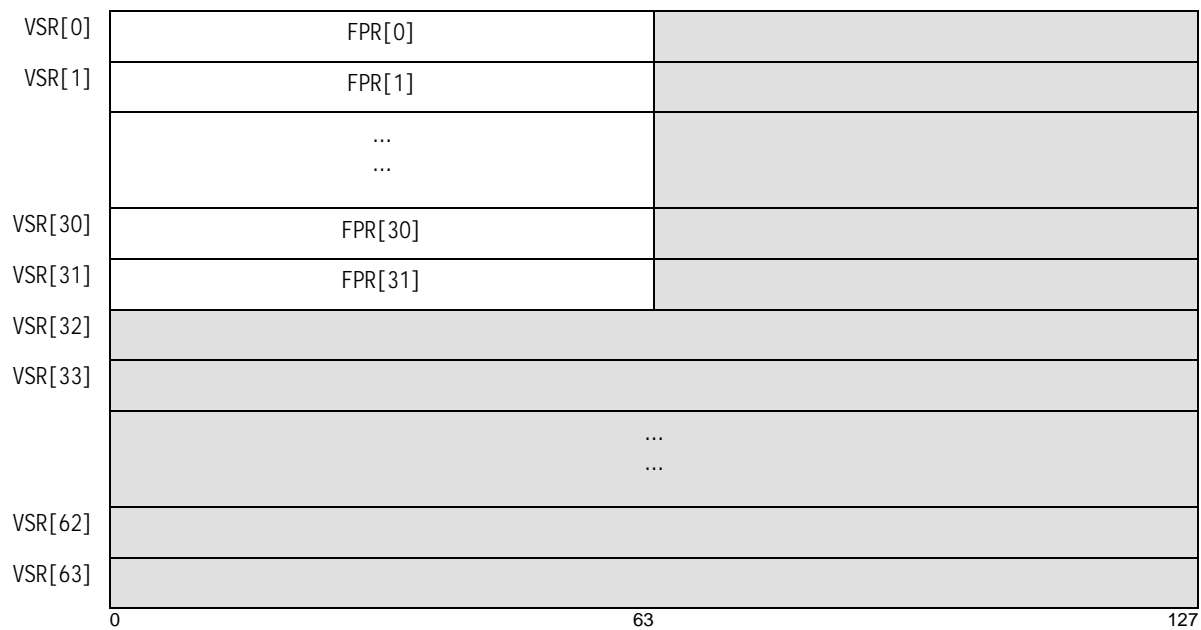 VSR[0] FPR[0]
VSR[1] FPR[1]
...
...
VSR[30] FPR[30]
VSR[31] FPR[31]
VSR[32]
VSR[33]
...
...
VSR[62]
VSR[63]
0 63 127